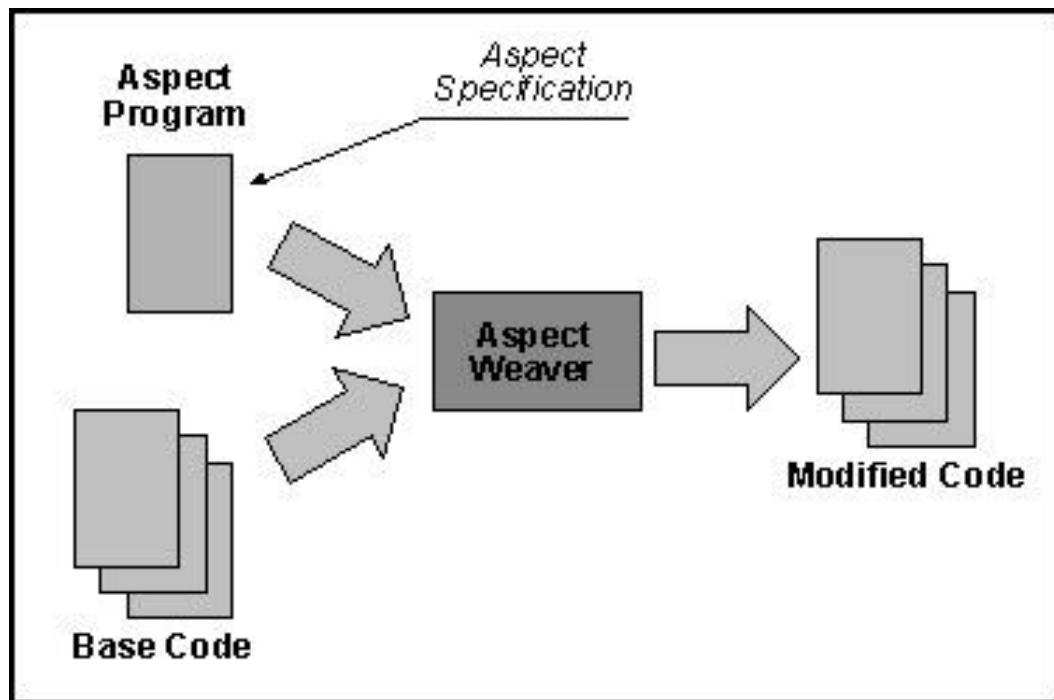 Aspect
Program
Aspect
Specification
Aspect
Weaver
Modified Code
Base Code